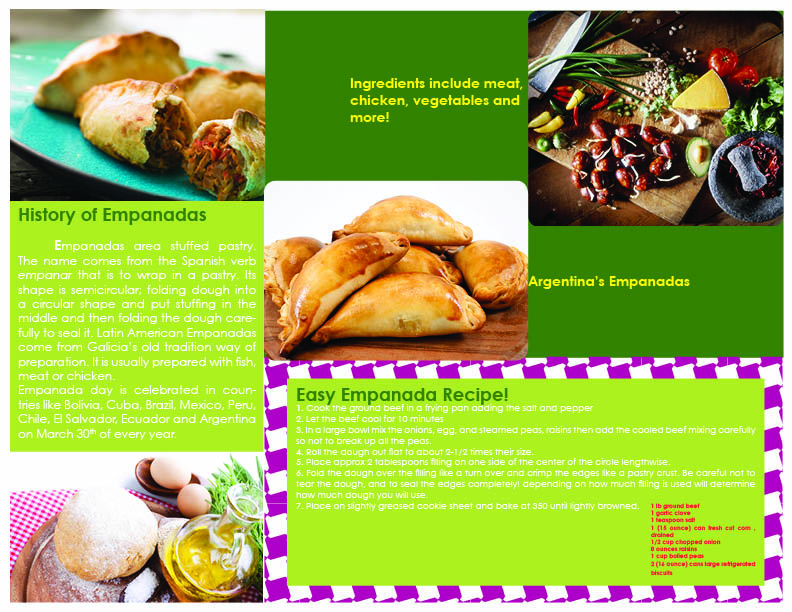 Ingredients include meat,
chicken, vegetables and
more!
History of Empanadas
Empanadas area stuffed pastry.
The name comes from the Spanish verb
empanar that is to wrap in a pastry. Its
shape is semicircular; folding dough into
a circular shape and put stuffing in the
middle and then folding the dough care-
fully to seal it. Latin American Empanadas
come from Galicia's old tradition way of
preparation. It is usually prepared with fish,
meat or chicken.
Empanada day is celebrated in coun-
tries like Bolivia, Cuba, Brazil, Mexico, Peru,
Chile, El Salvador, Ecuador and Argentina
on March 30th of every year.
Argentina's Empanadas
Easy Empanada Recipe!
1. Cook the ground beef in a frying pan adding the salt and pepper
2. Let the beef cool for 10 minutes
3. In a large bowl mix the onions, egg, and steamed peas, raisins then add the cooled beef mixing carefully
so not to break up all the peas.
4. Roll the dough out flat to about 2-1/2 times their size.
5. Place approx 2 tablespoons filling on one side of the center of the circle lengthwise.
6. Fold the dough over the filling like a turn over and crimp the edges like a pastry crust. Be careful not to
tear the dough, and to seal the edges completely! depending on how much filling is used will determine
how much dough you will use.
7. Place on slightly greased cookie sheet and bake at 350 until lightly browned.
1 lb ground beef
1 garlic clove
1 teaspoon salt
1 (15 ounce) can fresh cut corn ,
drained
1/2 cup chopped onion
8 ounces raisins
1 cup boiled peas
2 (16 ounce) cans large refrigerated
biscuits